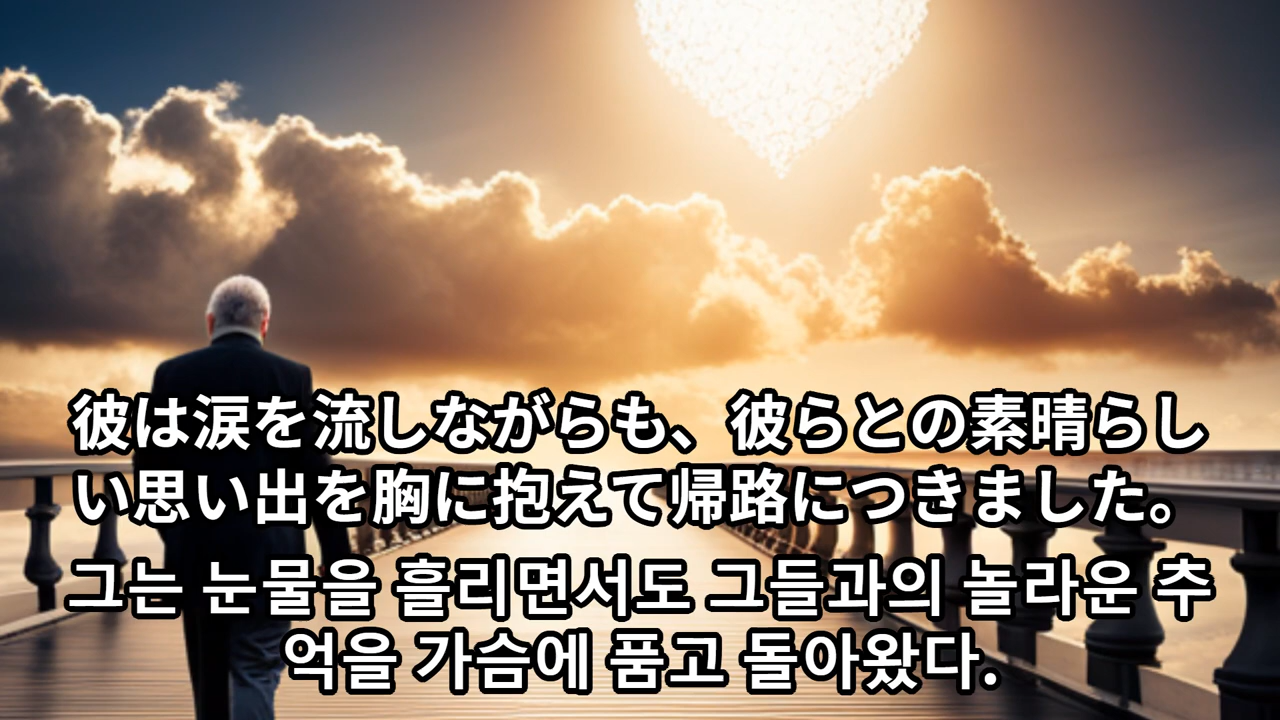 彼は涙を流しながらも、彼らとの素晴らし
い思い出を胸に抱えて帰路につきました。
그는 눈물을 흘리면서도 그들과의 놀라운 추
억을 가슴에 품고 돌아왔다.